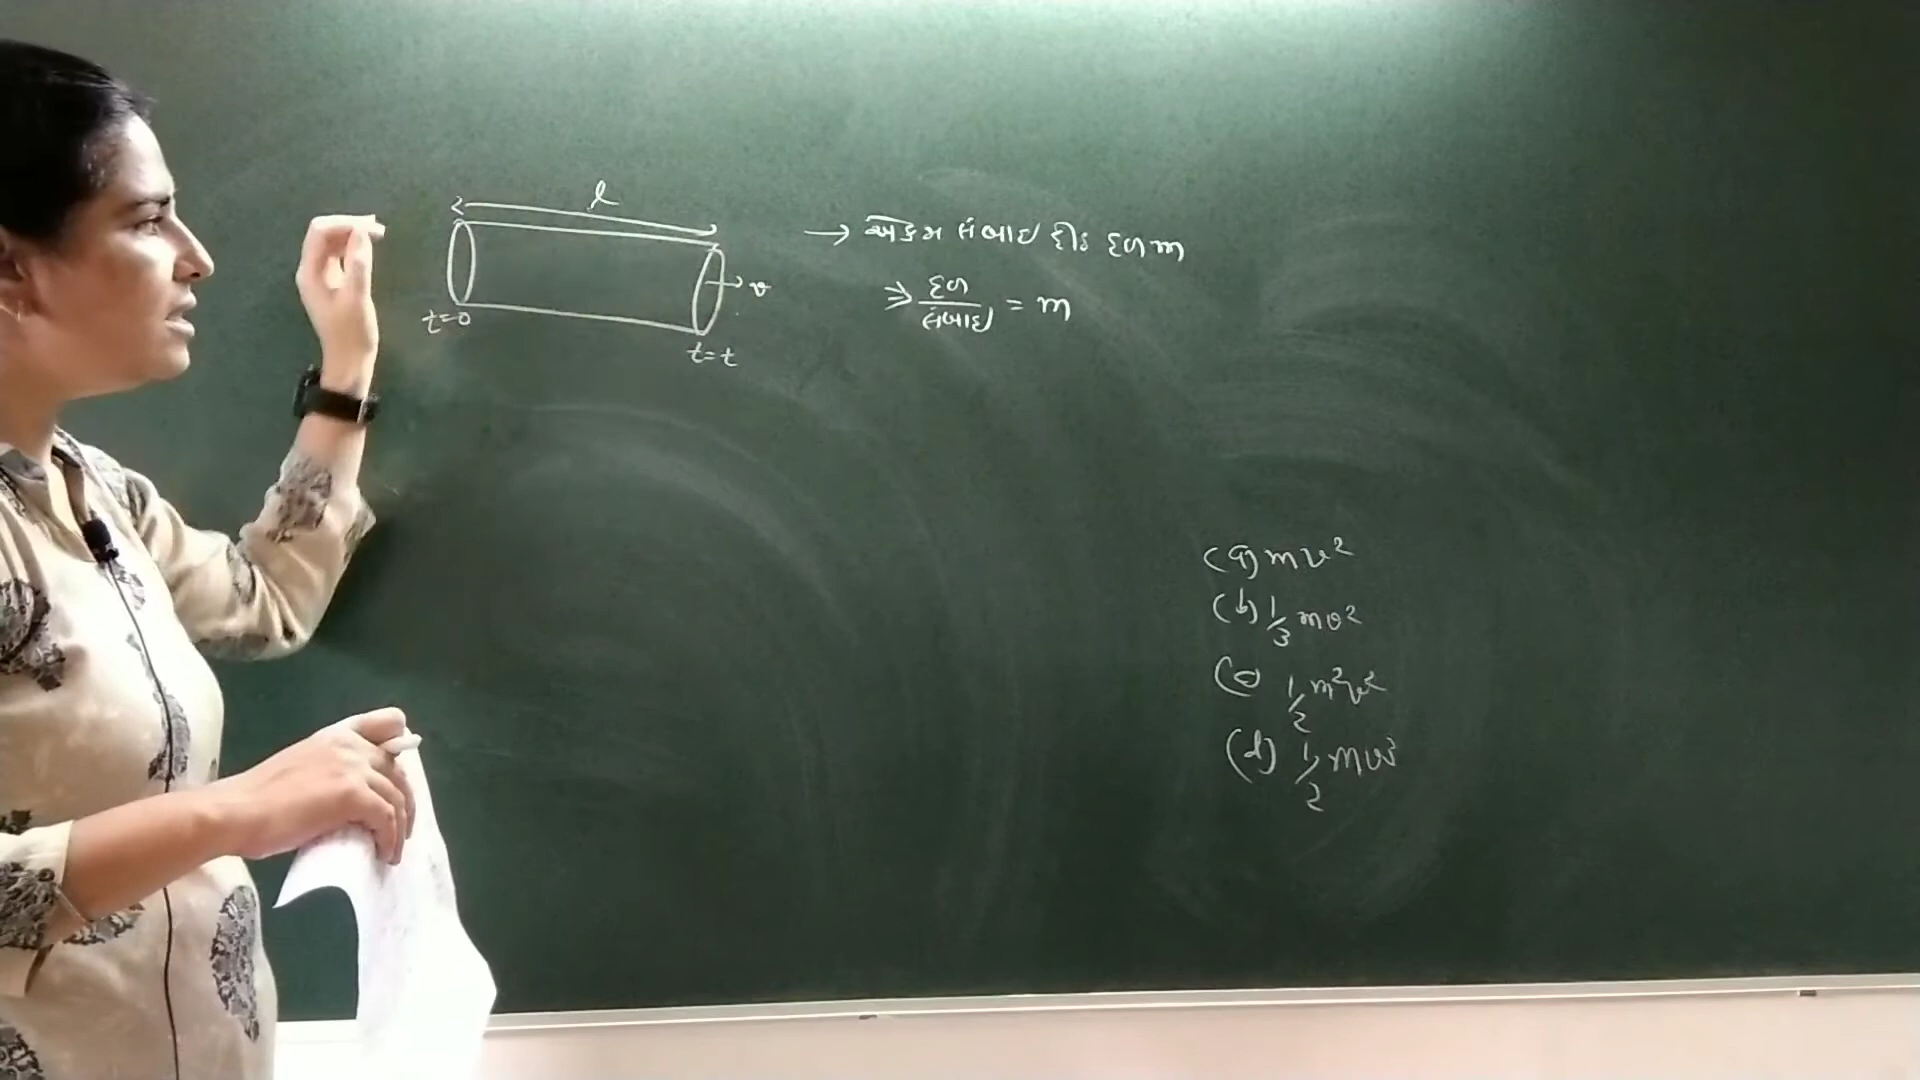 l
→ એકમ લંબાઈ દીઠ દળ m
→ v
⇒ દળ/લંબાઈ = m
t=0
t=t
(a) mv²
(b) 1/3 mv²
(c) 1/2 m²v²
(d) 1/2 mv³